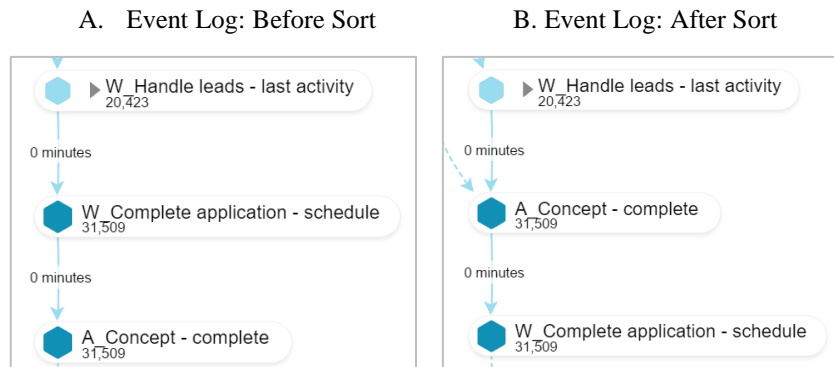 A. Event Log: Before Sort
W_Handle leads - last activity
20,423
0 minutes
W_Complete application - schedule
31,509
0 minutes
A_Concept - complete
31,509
B. Event Log: After Sort
W_Handle leads - last activity
20,423
0 minutes
A_Concept - complete
31,509
0 minutes
W_Complete application - schedule
31,509